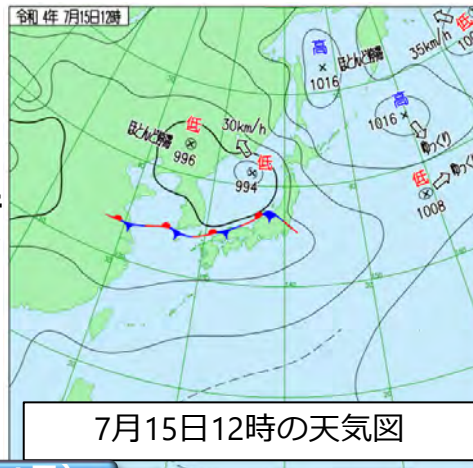 令和 4年 7月15日12時
高
×
1016
ほとんど停滞
35km/h
低
高
1016 ×
ゆっくり
低
1008
ゆっくり
30km/h
低
ほとんど停滞
996
低
994
7月15日12時の天気図